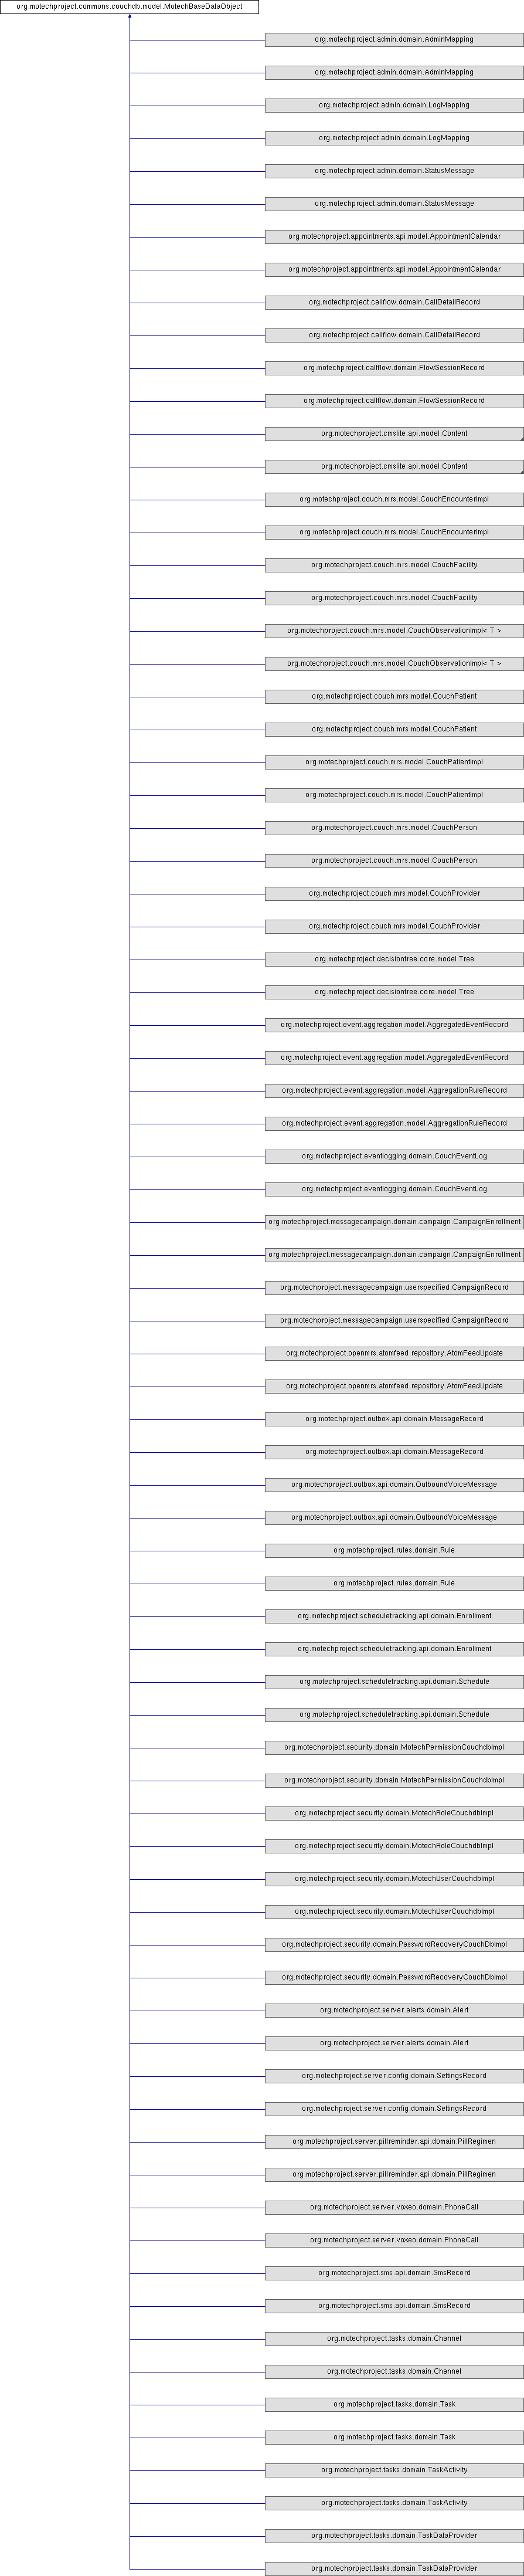 org.motechproject.commons.couchdb.model.MotechBaseDataObject
org.motechproject.admin.domain.AdminMapping
org.motechproject.admin.domain.AdminMapping
org.motechproject.admin.domain.LogMapping
org.motechproject.admin.domain.LogMapping
org.motechproject.admin.domain.StatusMessage
org.motechproject.admin.domain.StatusMessage
org.motechproject.appointments.api.model.AppointmentCalendar
org.motechproject.appointments.api.model.AppointmentCalendar
org.motechproject.callflow.domain.CallDetailRecord
org.motechproject.callflow.domain.CallDetailRecord
org.motechproject.callflow.domain.FlowSessionRecord
org.motechproject.callflow.domain.FlowSessionRecord
org.motechproject.cmslite.api.model.Content
org.motechproject.cmslite.api.model.Content
org.motechproject.couch.mrs.model.CouchEncounterImpl
org.motechproject.couch.mrs.model.CouchEncounterImpl
org.motechproject.couch.mrs.model.CouchFacility
org.motechproject.couch.mrs.model.CouchFacility
org.motechproject.couch.mrs.model.CouchObservationImpl< T >
org.motechproject.couch.mrs.model.CouchObservationImpl< T >
org.motechproject.couch.mrs.model.CouchPatient
org.motechproject.couch.mrs.model.CouchPatient
org.motechproject.couch.mrs.model.CouchPatientImpl
org.motechproject.couch.mrs.model.CouchPatientImpl
org.motechproject.couch.mrs.model.CouchPerson
org.motechproject.couch.mrs.model.CouchPerson
org.motechproject.couch.mrs.model.CouchProvider
org.motechproject.couch.mrs.model.CouchProvider
org.motechproject.decisiontree.core.model.Tree
org.motechproject.decisiontree.core.model.Tree
org.motechproject.event.aggregation.model.AggregatedEventRecord
org.motechproject.event.aggregation.model.AggregatedEventRecord
org.motechproject.event.aggregation.model.AggregationRuleRecord
org.motechproject.event.aggregation.model.AggregationRuleRecord
org.motechproject.eventlogging.domain.CouchEventLog
org.motechproject.eventlogging.domain.CouchEventLog
org.motechproject.messagecampaign.domain.campaign.CampaignEnrollment
org.motechproject.messagecampaign.domain.campaign.CampaignEnrollment
org.motechproject.messagecampaign.userspecified.CampaignRecord
org.motechproject.messagecampaign.userspecified.CampaignRecord
org.motechproject.openmrs.atomfeed.repository.AtomFeedUpdate
org.motechproject.openmrs.atomfeed.repository.AtomFeedUpdate
org.motechproject.outbox.api.domain.MessageRecord
org.motechproject.outbox.api.domain.MessageRecord
org.motechproject.outbox.api.domain.OutboundVoiceMessage
org.motechproject.outbox.api.domain.OutboundVoiceMessage
org.motechproject.rules.domain.Rule
org.motechproject.rules.domain.Rule
org.motechproject.scheduletracking.api.domain.Enrollment
org.motechproject.scheduletracking.api.domain.Enrollment
org.motechproject.scheduletracking.api.domain.Schedule
org.motechproject.scheduletracking.api.domain.Schedule
org.motechproject.security.domain.MotechPermissionCouchdbImpl
org.motechproject.security.domain.MotechPermissionCouchdbImpl
org.motechproject.security.domain.MotechRoleCouchdbImpl
org.motechproject.security.domain.MotechRoleCouchdbImpl
org.motechproject.security.domain.MotechUserCouchdbImpl
org.motechproject.security.domain.MotechUserCouchdbImpl
org.motechproject.security.domain.PasswordRecoveryCouchDbImpl
org.motechproject.security.domain.PasswordRecoveryCouchDbImpl
org.motechproject.server.alerts.domain.Alert
org.motechproject.server.alerts.domain.Alert
org.motechproject.server.config.domain.SettingsRecord
org.motechproject.server.config.domain.SettingsRecord
org.motechproject.server.pillreminder.api.domain.PillRegimen
org.motechproject.server.pillreminder.api.domain.PillRegimen
org.motechproject.server.voxeo.domain.PhoneCall
org.motechproject.server.voxeo.domain.PhoneCall
org.motechproject.sms.api.domain.SmsRecord
org.motechproject.sms.api.domain.SmsRecord
org.motechproject.tasks.domain.Channel
org.motechproject.tasks.domain.Channel
org.motechproject.tasks.domain.Task
org.motechproject.tasks.domain.Task
org.motechproject.tasks.domain.TaskActivity
org.motechproject.tasks.domain.TaskActivity
org.motechproject.tasks.domain.TaskDataProvider
org.motechproject.tasks.domain.TaskDataProvider